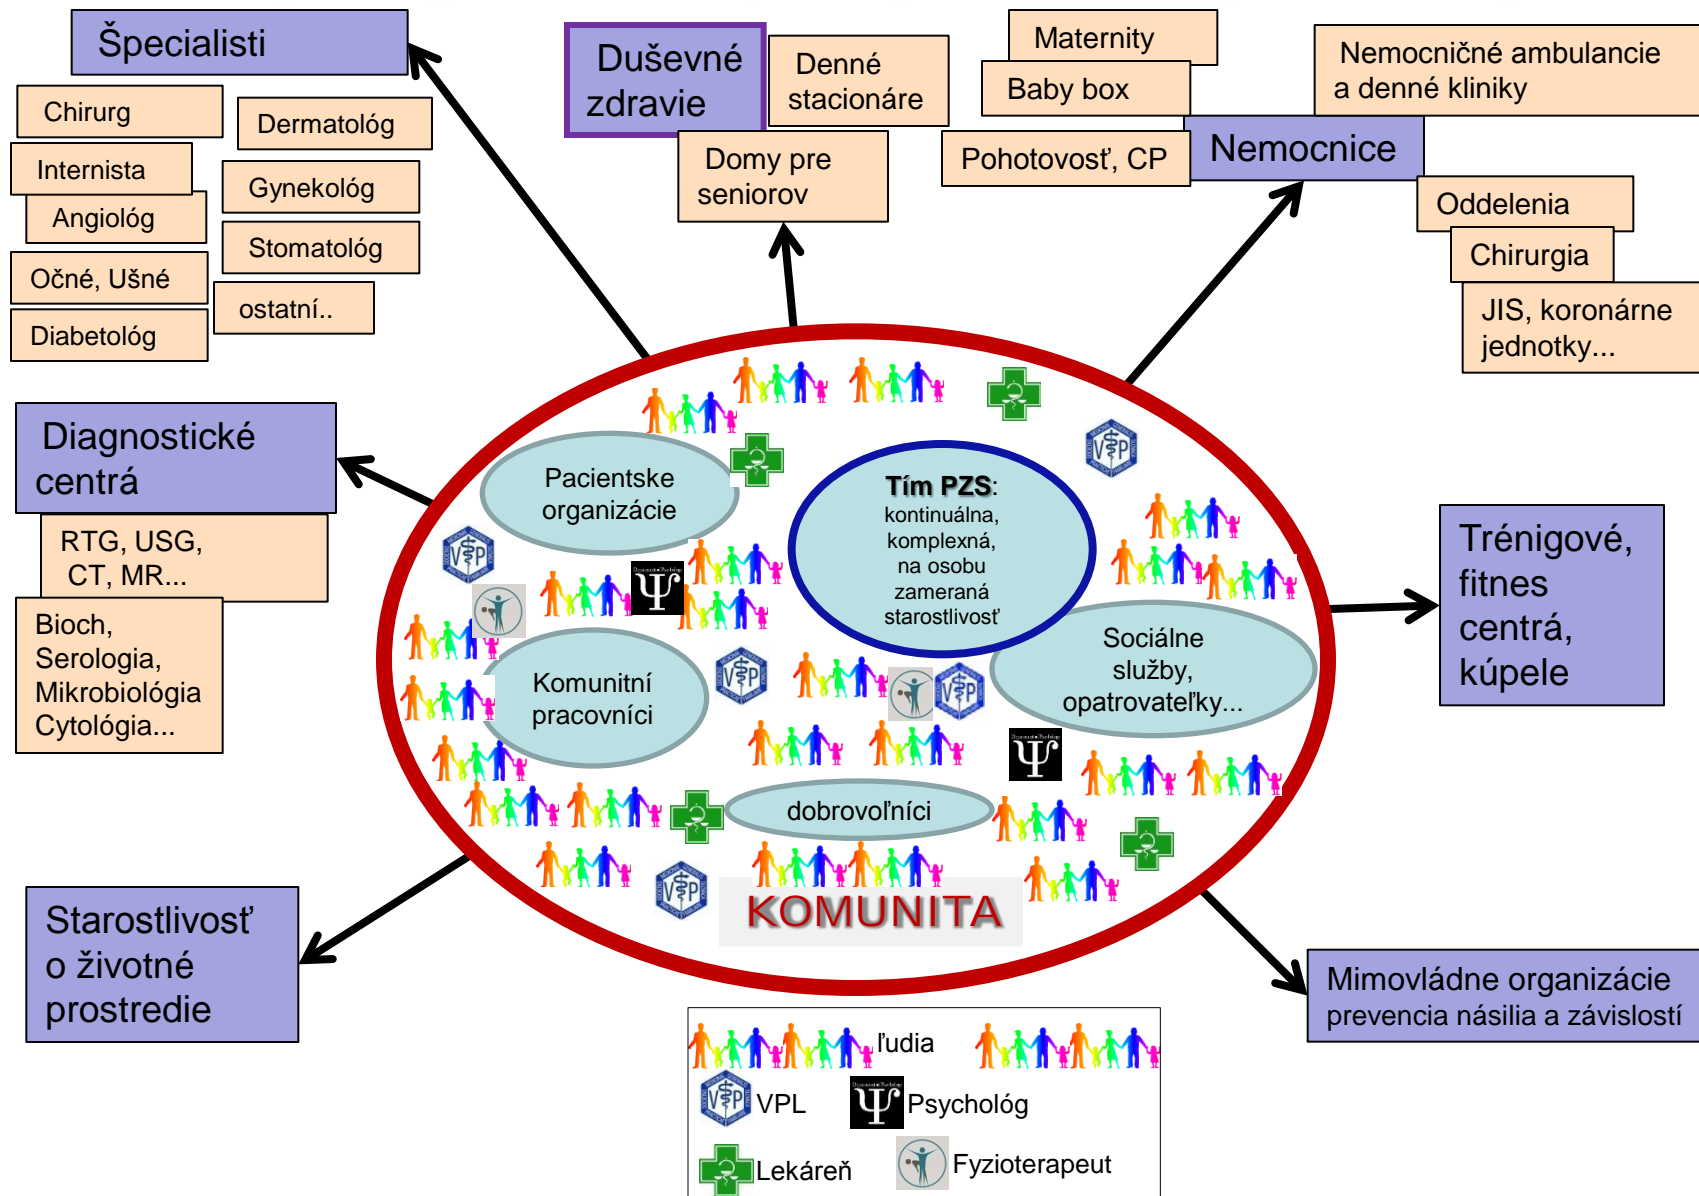 Špecialisti
Chirurg
Dermatológ
Internista
Gynekológ
Angiológ
Stomatológ
Očné, Ušné
ostatní..
Diabetológ
Duševné
zdravie
Denné
stacionáre
Domy pre
seniorov
Maternity
Baby box
Pohotovosť, CP
Nemocnice
Nemocničné ambulancie
a denné kliniky
Oddelenia
Chirurgia
JIS, koronárne
jednotky...
Diagnostické
centrá
RTG, USG,
CT, MR...
Bioch,
Serologia,
Mikrobiológia
Cytológia...
Pacientske
organizácie
Tím PZS:
kontinuálna,
komplexná,
na osobu
zameraná
starostlivosť
Trénigové,
fitnes
centrá,
kúpele
Sociálne
služby,
opatrovateľky...
Komunitní
pracovníci
dobrovoľníci
KOMUNITA
Starostlivosť
o životné
prostredie
Mimovládne organizácie
prevencia násilia a závislostí
ľudia
VPL
Psychológ
Lekáreň
Fyzioterapeut